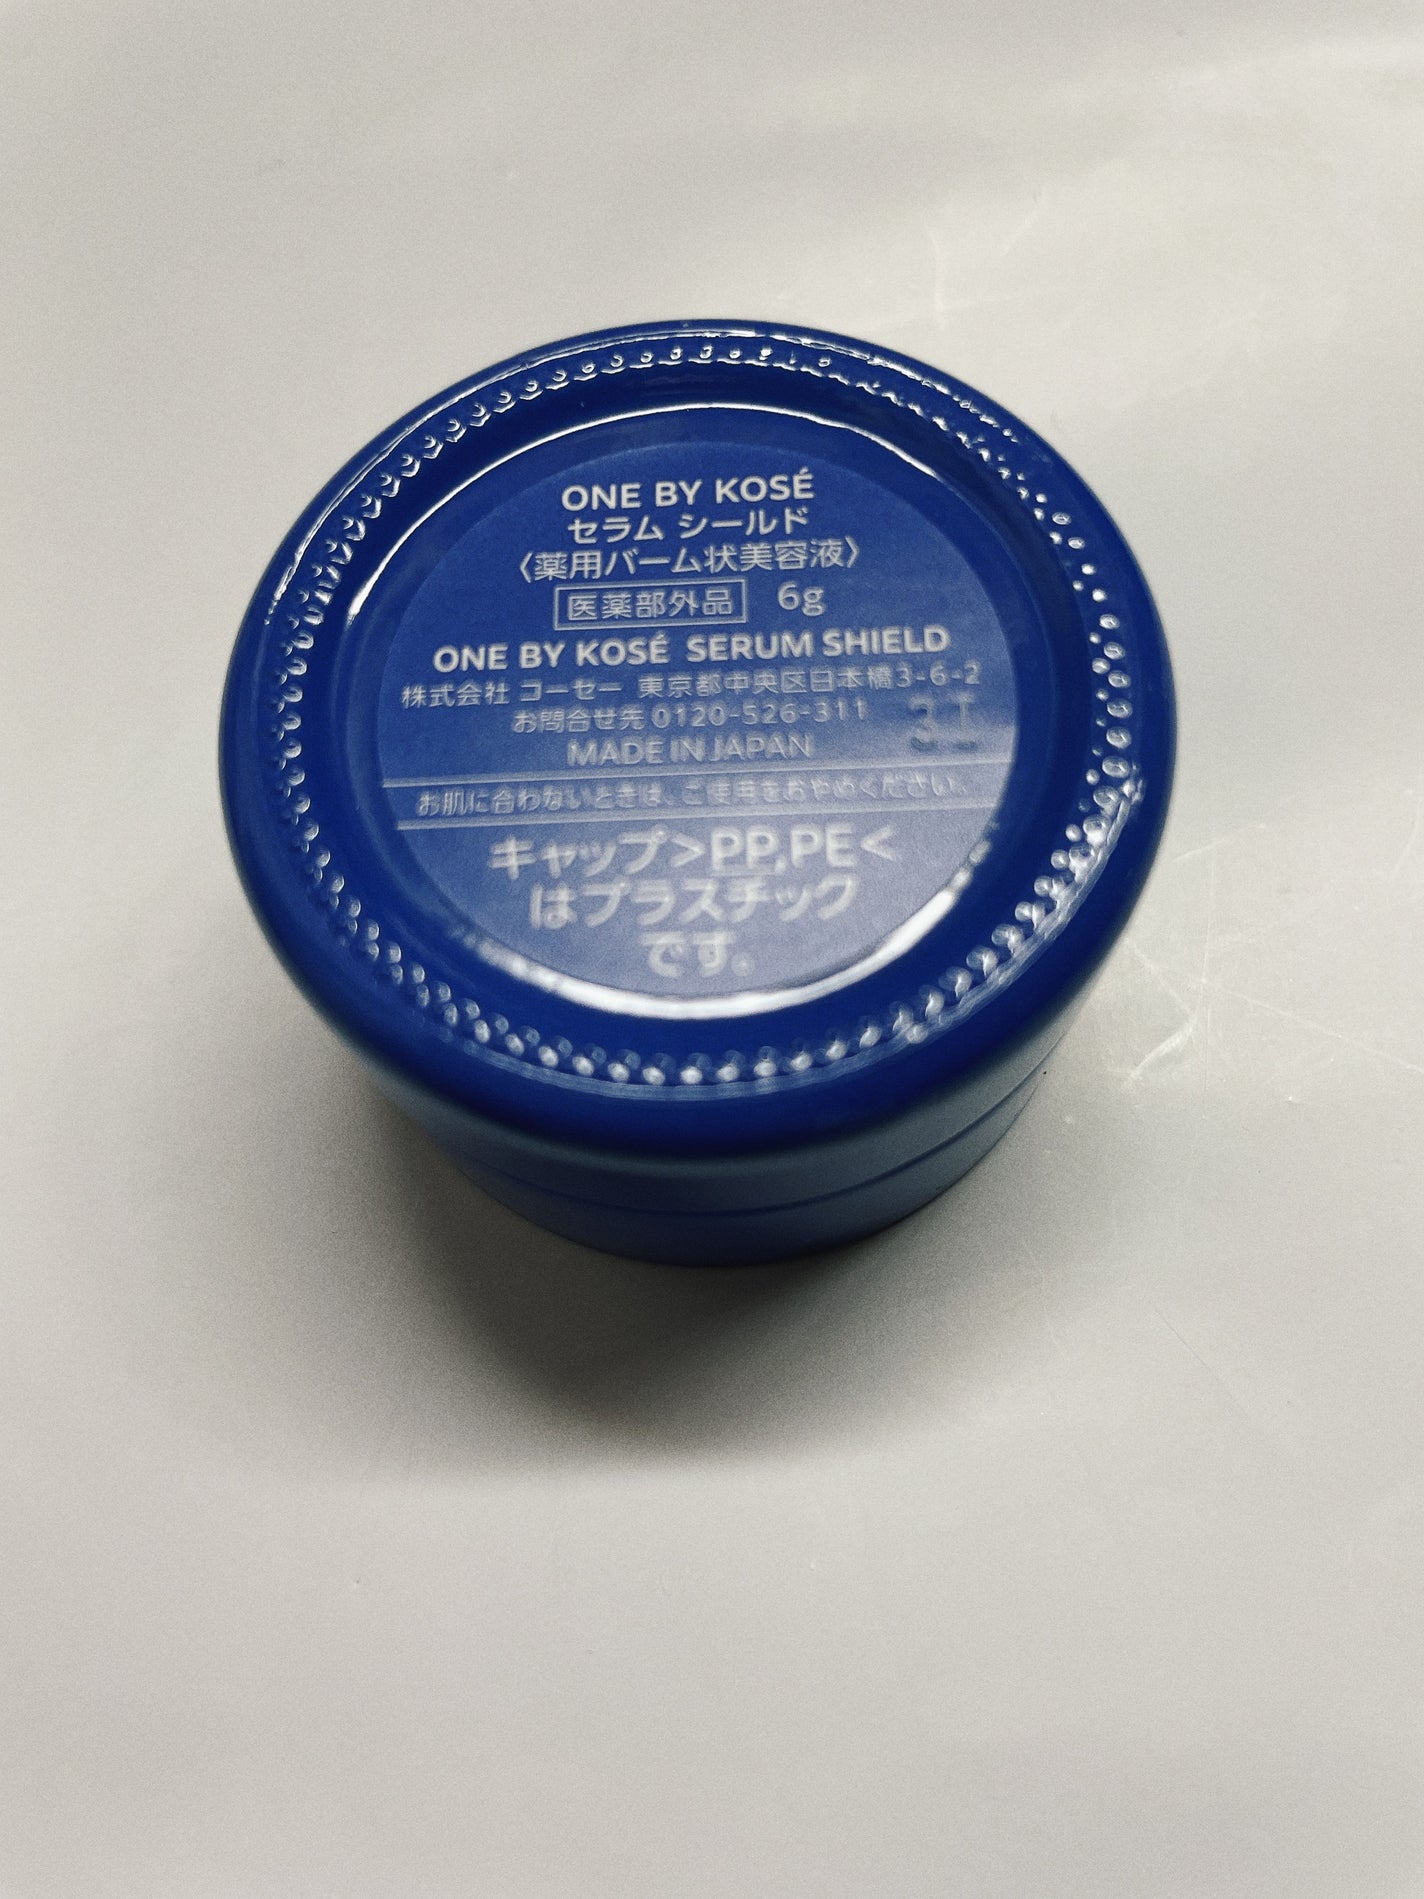 ONE BY KOSÉ
セラム シールド
〈薬用バーム状美容液〉
医薬部外品 6g
ONE BY KOSÉ SERUM SHIELD
株式会社 コーセー 東京都中央区日本橋3-6-2
お問合せ先 0120-526-311
MADE IN JAPAN
お肌に合わないときは、ご使用をおやめください。
キャップ>PP,PE<
はプラスチック
です。